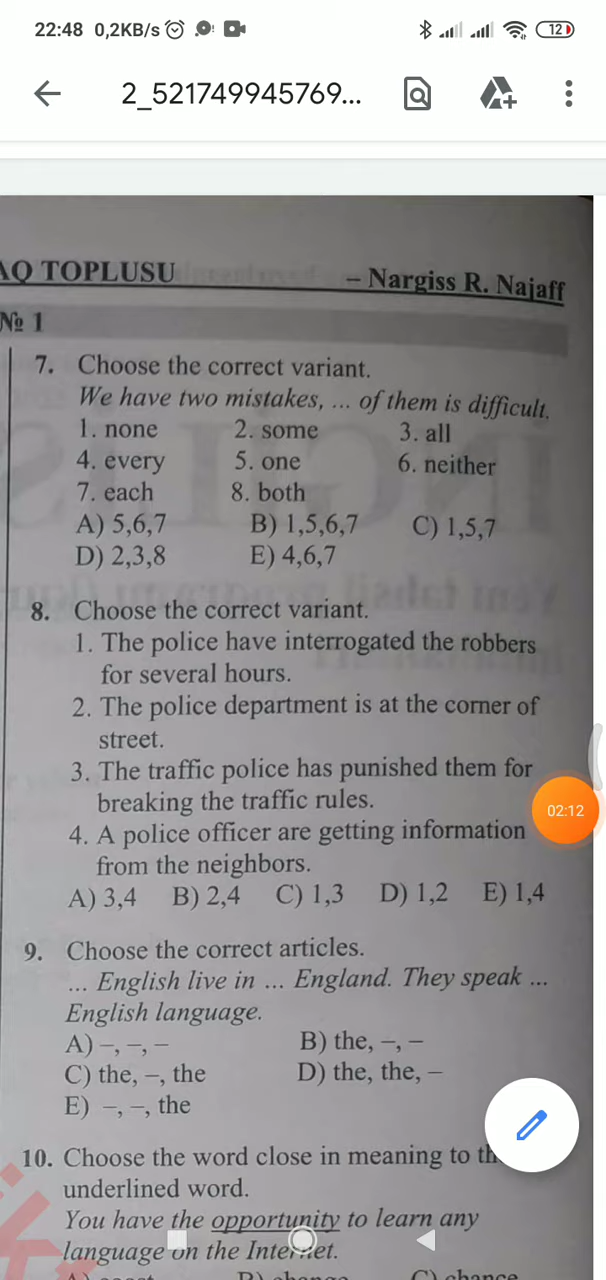 22:48 0,2KB/s
12
2_521749945769...
AQ TOPLUSU – Nargiss R. Najaff
№ 1
7. Choose the correct variant.
We have two mistakes, ... of them is difficult.
1. none 2. some 3. all
4. every 5. one 6. neither
7. each 8. both
A) 5,6,7 B) 1,5,6,7 C) 1,5,7
D) 2,3,8 E) 4,6,7
8. Choose the correct variant.
1. The police have interrogated the robbers
for several hours.
2. The police department is at the corner of
street.
3. The traffic police has punished them for
breaking the traffic rules.
02:12
4. A police officer are getting information
from the neighbors.
A) 3,4 B) 2,4 C) 1,3 D) 1,2 E) 1,4
9. Choose the correct articles.
... English live in ... England. They speak ...
English language.
A) –, –, – B) the, –, –
C) the, –, the D) the, the, –
E) –, –, the
10. Choose the word close in meaning to th
underlined word.
You have the opportunity to learn any
language on the Internet.
C) chance